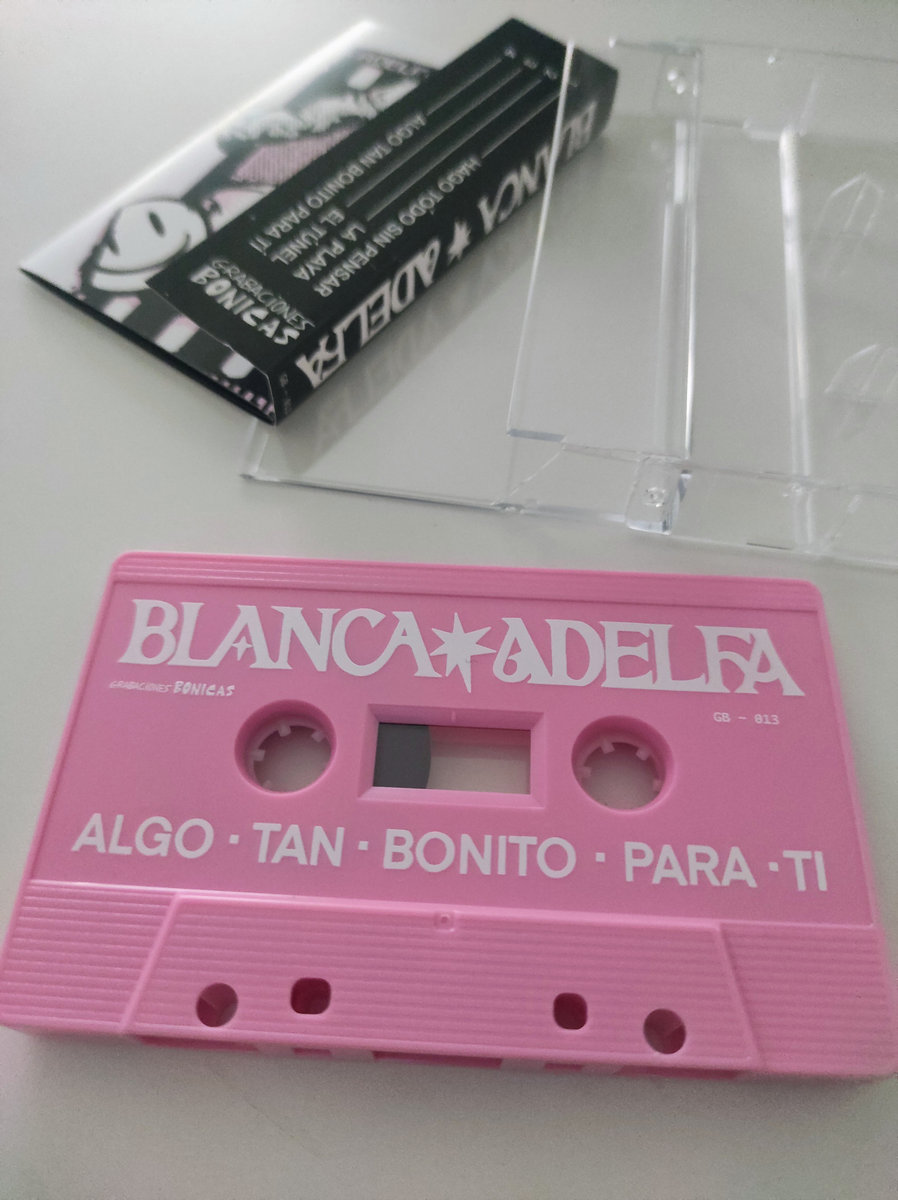 ADELF
ALGO TAN BONITO PARA TI
EL TÚNEL
LA PLAYA
HAGO TODO SIN PENSAR
GRABACIONES
BONICAS
BLANCA ADELFA
BLANCA ADELFA
GRABACIONES BONICAS
GB - 013
ALGO · TAN · BONITO · PARA · TI